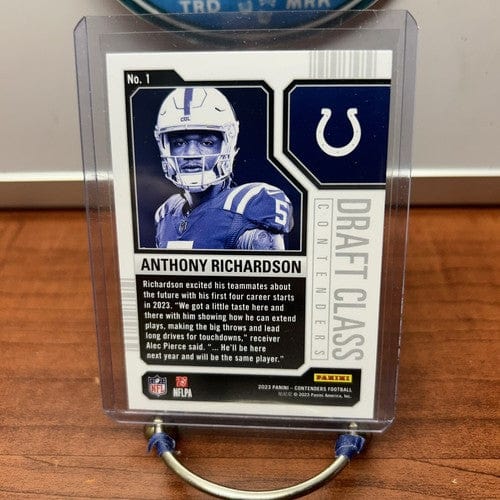 TRD MRK
No. 1
COL
5
ANTHONY RICHARDSON
Richardson excited his teammates about
the future with his first four career starts
in 2023. “We got a little taste here and
there with him showing how he can extend
plays, making the big throws and lead
long drives for touchdowns,” receiver
Alec Pierce said. “... He'll be here
next year and will be the same player.”
DRAFT CLASS
CONTENDERS
NFL
NFLPA
PANINI
2023 PANINI – CONTENDERS FOOTBALL
© 2023 Panini America, Inc.